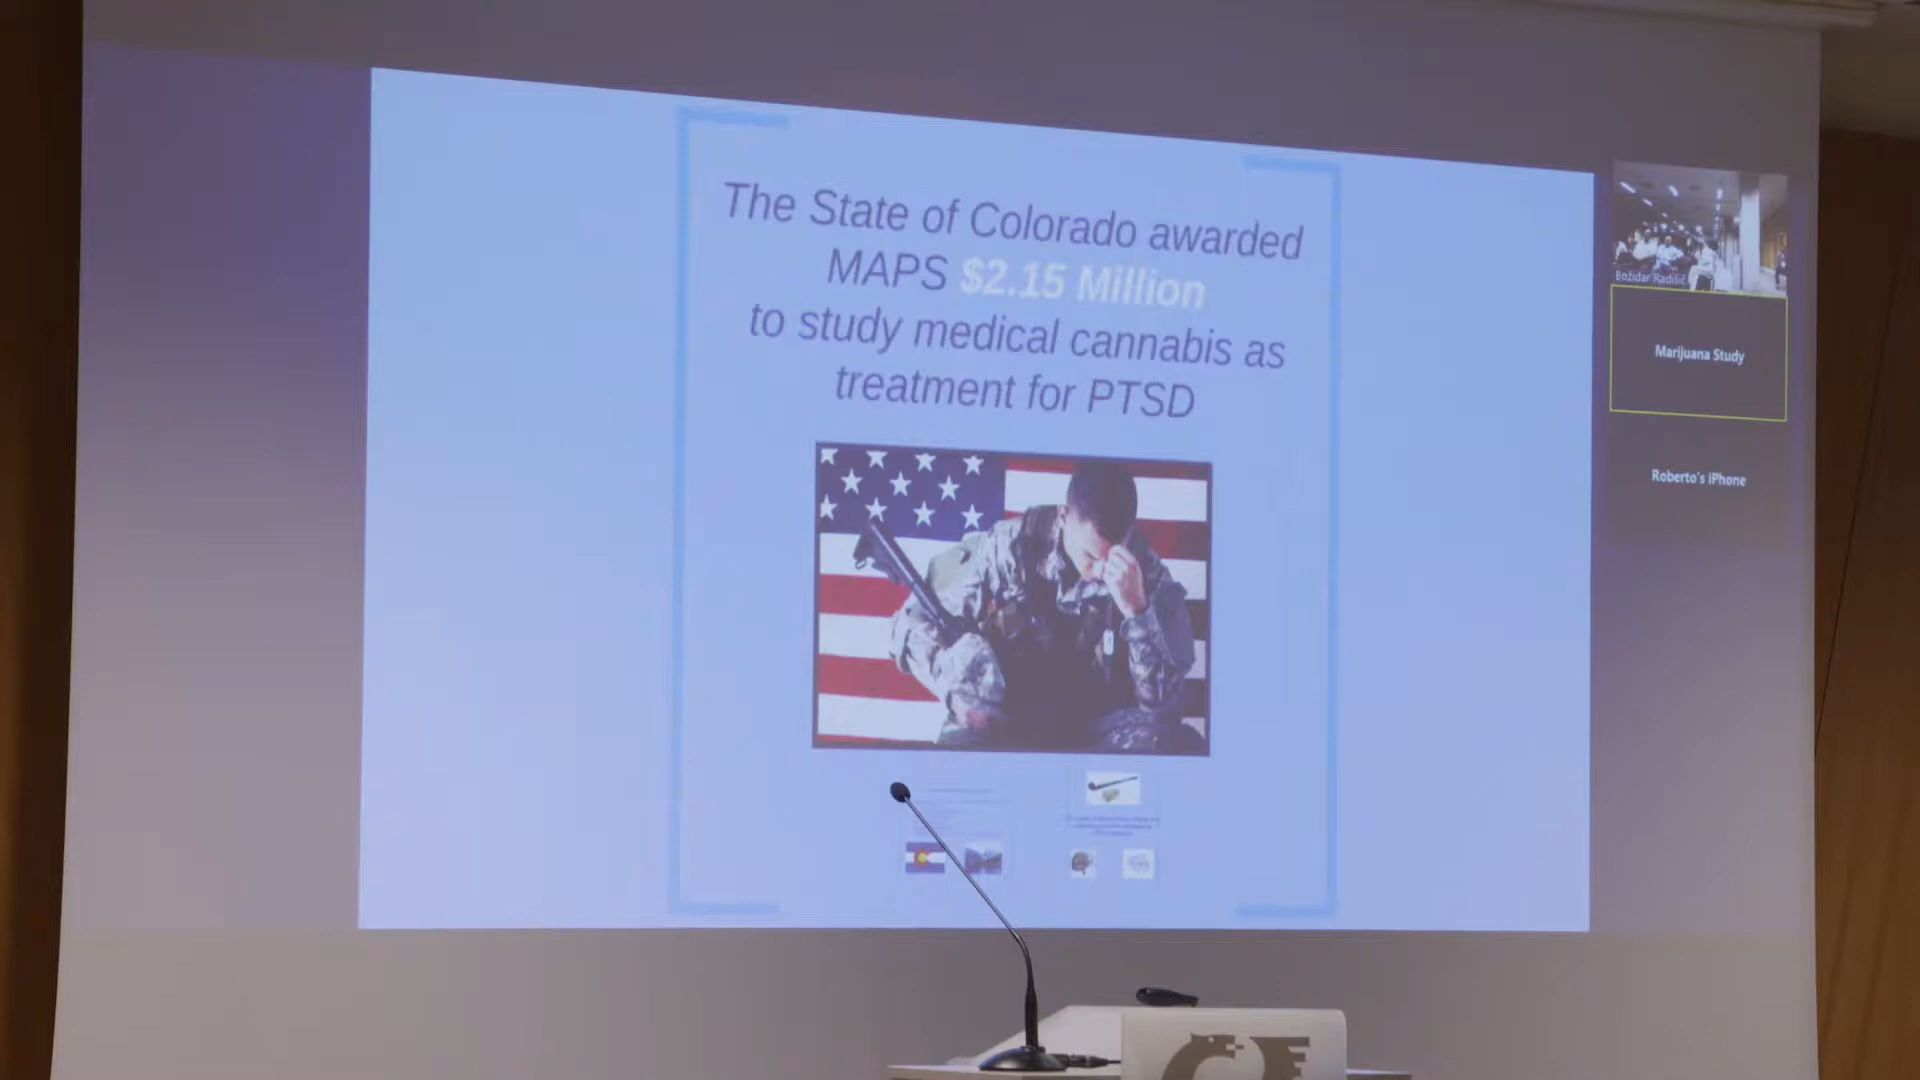 The State of Colorado awarded
MAPS $2.15 Million
to study medical cannabis as
treatment for PTSD
Božidar Radišič
Marijuana Study
Roberto's iPhone